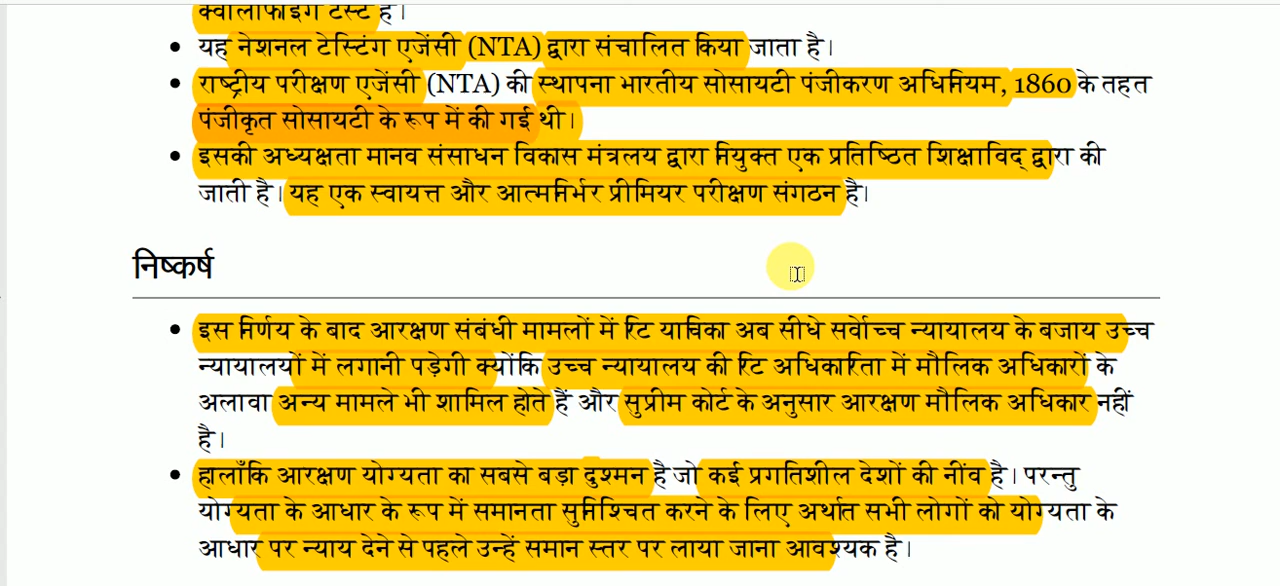 क्वालीफाइंग टेस्ट है।
• यह नेशनल टेस्टिंग एजेंसी (NTA) द्वारा संचालित किया जाता है।
• राष्ट्रीय परीक्षण एजेंसी (NTA) की स्थापना भारतीय सोसायटी पंजीकरण अधिनियम, 1860 के तहत
पंजीकृत सोसायटी के रूप में की गई थी।
• इसकी अध्यक्षता मानव संसाधन विकास मंत्रलय द्वारा नियुक्त एक प्रतिष्ठित शिक्षाविद् द्वारा की
जाती है। यह एक स्वायत्त और आत्मनिर्भर प्रीमियर परीक्षण संगठन है।
निष्कर्ष
• इस निर्णय के बाद आरक्षण संबंधी मामलों में रिट याचिका अब सीधे सर्वोच्च न्यायालय के बजाय उच्च
न्यायालयों में लगानी पड़ेगी क्योंकि उच्च न्यायालय की रिट अधिकारिता में मौलिक अधिकारों के
अलावा अन्य मामले भी शामिल होते हैं और सुप्रीम कोर्ट के अनुसार आरक्षण मौलिक अधिकार नहीं
है।
• हालाँकि आरक्षण योग्यता का सबसे बड़ा दुश्मन है जो कई प्रगतिशील देशों की नींव है। परन्तु
योग्यता के आधार के रूप में समानता सुनिश्चित करने के लिए अर्थात सभी लोगों को योग्यता के
आधार पर न्याय देने से पहले उन्हें समान स्तर पर लाया जाना आवश्यक है।